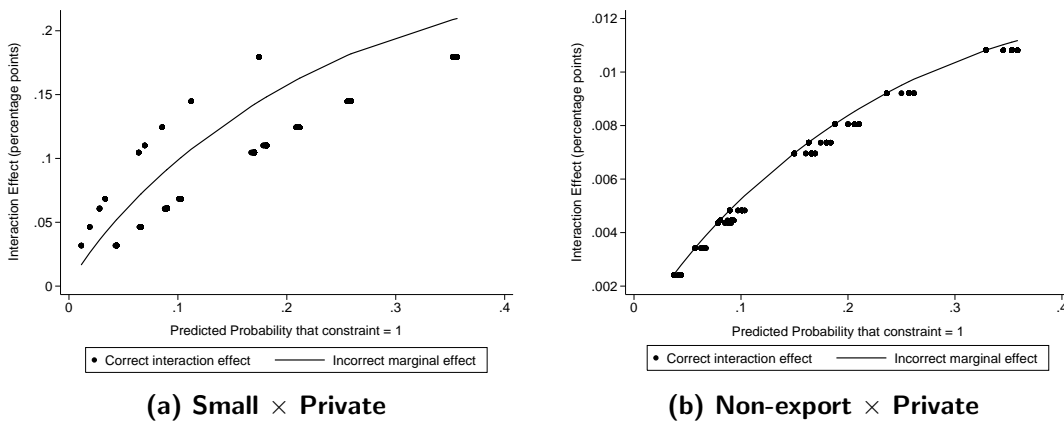 .2
.15
.1
.05
0
Interaction Effect (percentage points)
0 .1 .2 .3 .4
Predicted Probability that constraint = 1
Correct interaction effect Incorrect marginal effect
(a) Small × Private
.012
.01
.008
.006
.004
.002
Interaction Effect (percentage points)
0 .1 .2 .3 .4
Predicted Probability that constraint = 1
Correct interaction effect Incorrect marginal effect
(b) Non-export × Private